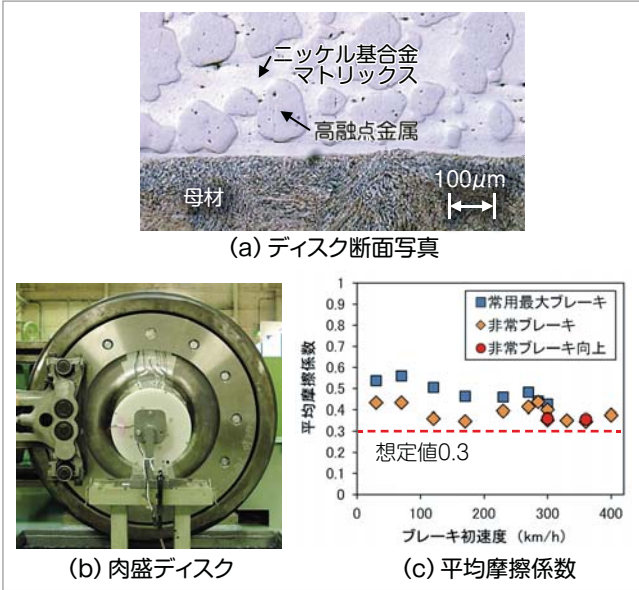 ニッケル基合金
マトリックス
高融点金属
母材
100μm
(a) ディスク断面写真
(b) 肉盛ディスク
1
0.9
0.8
0.7
0.6
0.5
0.4
0.3
0.2
0.1
0
平均摩擦係数
常用最大ブレーキ
非常ブレーキ
非常ブレーキ向上
想定値0.3
0 100 200 300 400
ブレーキ初速度 (km/h)
(c) 平均摩擦係数